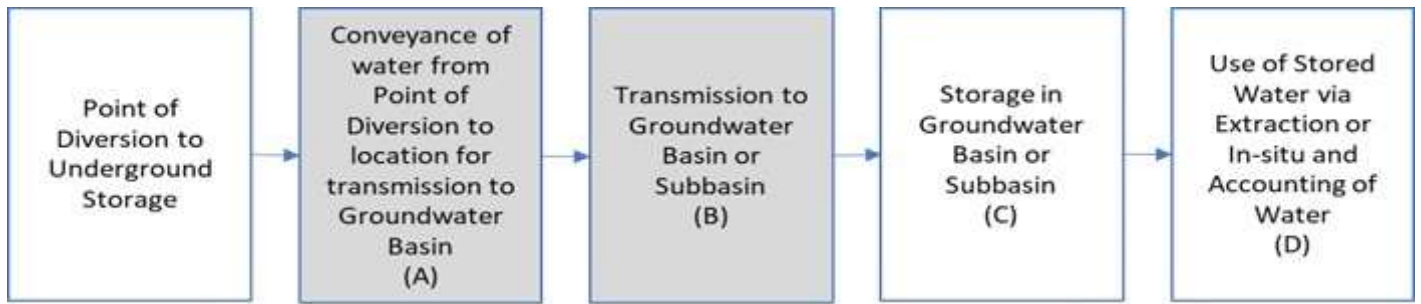 Point of
Diversion to
Underground
Storage
Conveyance of
water from
Point of
Diversion to
location for
transmission to
Groundwater
Basin
(A)
Transmission to
Groundwater
Basin or
Subbasin
(B)
Storage in
Groundwater
Basin or
Subbasin
(C)
Use of Stored
Water via
Extraction or
In-situ and
Accounting of
Water
(D)